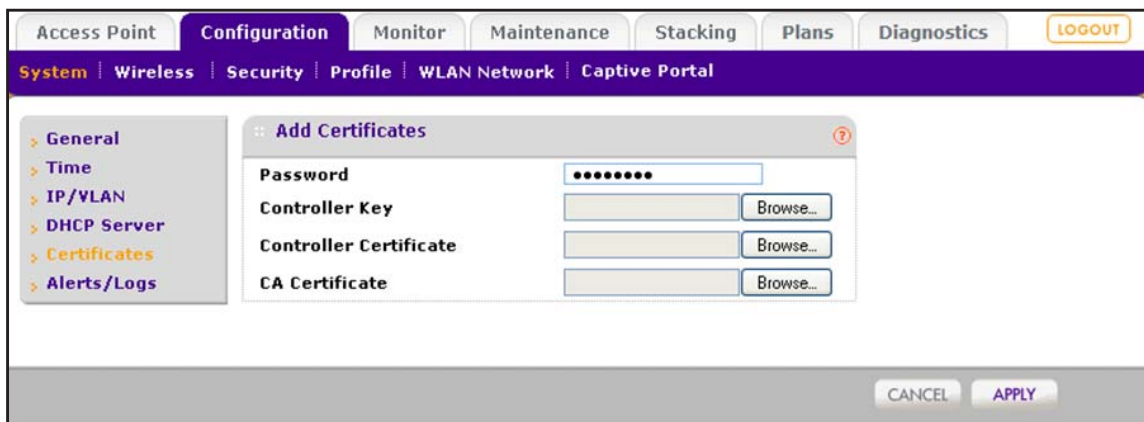 Access Point Configuration Monitor Maintenance Stacking Plans Diagnostics LOGOUT
System Wireless Security Profile WLAN Network Captive Portal
General
Time
IP/VLAN
DHCP Server
Certificates
Alerts/Logs
:: Add Certificates ?
Password ••••••••
Controller Key Browse...
Controller Certificate Browse...
CA Certificate Browse...
CANCEL APPLY